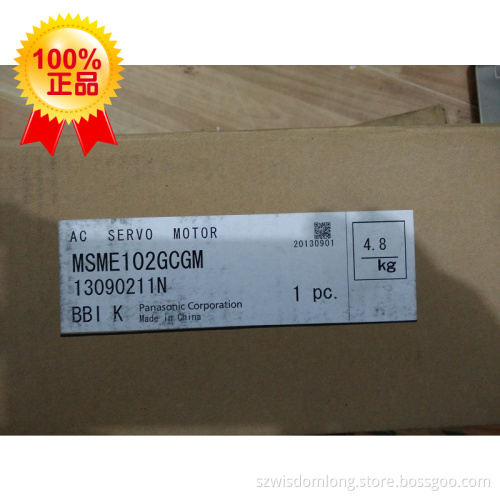 100%
正品
AC SERVO MOTOR
20130901
MSME102GCGM
13090211N
1 pc.
4.8
kg
BBI K Panasonic Corporation
Made in China
szwisdomlong.store.bossgoo.com